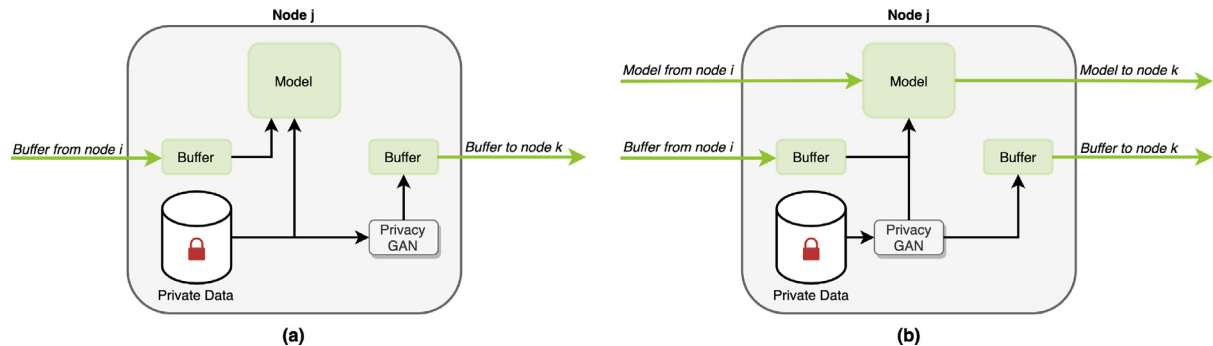 Node j
Model
Buffer from node i
Buffer
Buffer
Buffer to node k
Privacy
GAN
Private Data
(a)
Node j
Model from node i
Model
Model to node k
Buffer from node i
Buffer
Buffer
Buffer to node k
Privacy
GAN
Private Data
(b)